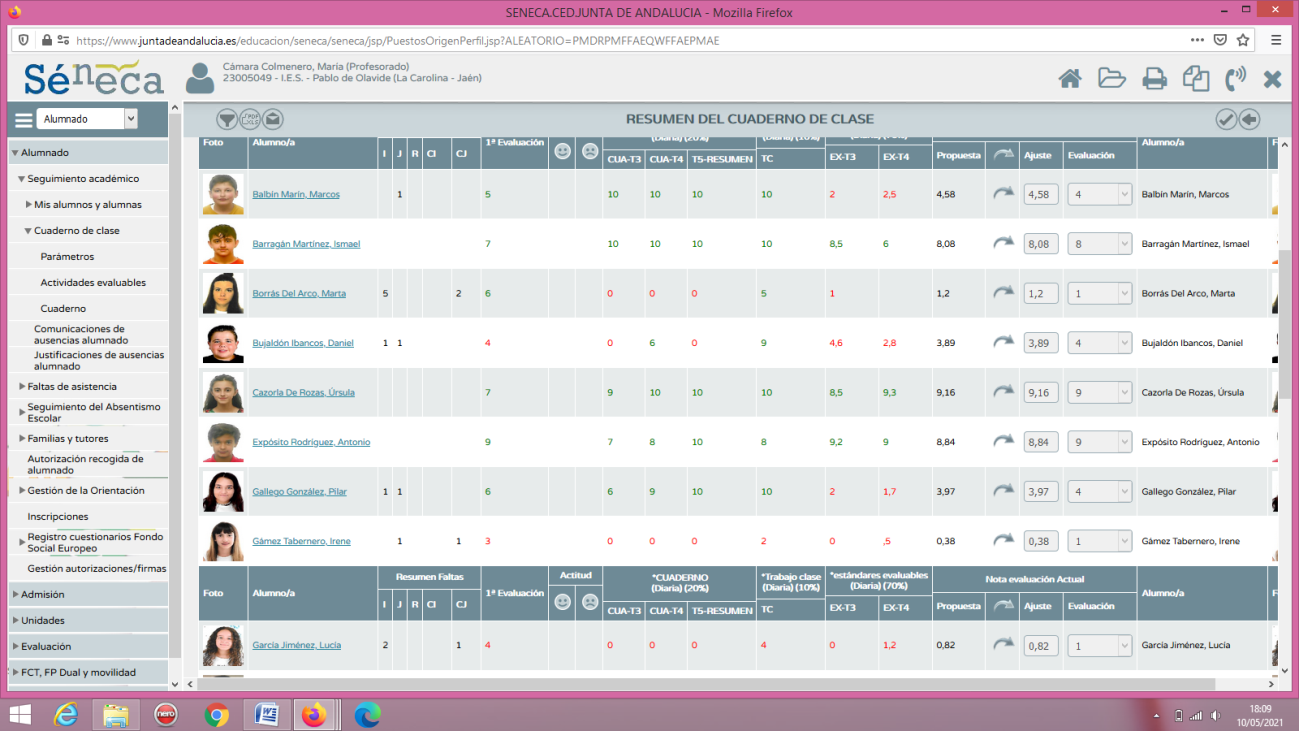 SENECA.CED.JUNTA DE ANDALUCIA - Mozilla Firefox
https://www.juntadeandalucia.es/educacion/seneca/seneca/jsp/PuestosOrigenPerfil.jsp?ALEATORIO=PMDRPMFFAEQWFFAEPMAE
Séneca
Cámara Colmenero, María (Profesorado)
23005049 - I.E.S. - Pablo de Olavide (La Carolina - Jaén)
Alumnado
RESUMEN DEL CUADERNO DE CLASE
Alumnado
Seguimiento académico
Mis alumnos y alumnas
Cuaderno de clase
Parámetros
Actividades evaluables
Cuaderno
Comunicaciones de
ausencias alumnado
Justificaciones de ausencias
alumnado
Faltas de asistencia
Seguimiento del Absentismo
Escolar
Familias y tutores
Autorización recogida de
alumnado
Gestión de la Orientación
Inscripciones
Registro cuestionarios Fondo
Social Europeo
Gestión autorizaciones/firmas
Admisión
Unidades
Evaluación
FCT, FP Dual y movilidad
(Diaria) (20%) (Diaria) (10%)
Foto Alumno/a I J R CI CJ 1ª Evaluación CUA-T3 CUA-T4 T5-RESUMEN TC EX-T3 EX-T4 Propuesta Ajuste Evaluación Alumno/a F
Balbín Marín, Marcos 1 5 10 10 10 10 2 2,5 4,58 4,58 4 Balbín Marín, Marcos
Barragán Martínez, Ismael 7 10 10 10 10 8,5 6 8,08 8,08 8 Barragán Martínez, Ismael
Borrás Del Arco, Marta 5 2 6 0 0 0 5 1 1,2 1,2 1 Borrás Del Arco, Marta
Bujaldón Ibancos, Daniel 1 1 4 0 6 0 9 4,6 2,8 3,89 3,89 4 Bujaldón Ibancos, Daniel
Cazorla De Rozas, Úrsula 7 9 10 10 10 8,5 9,3 9,16 9,16 9 Cazorla De Rozas, Úrsula
Expósito Rodríguez, Antonio 9 7 8 10 8 9,2 9 8,84 8,84 9 Expósito Rodríguez, Antonio
Gallego González, Pilar 1 1 6 6 9 10 10 2 1,7 3,97 3,97 4 Gallego González, Pilar
Gámez Tabernero, Irene 1 1 3 0 0 0 2 0 ,5 0,38 0,38 1 Gámez Tabernero, Irene
Foto Alumno/a Resumen Faltas 1ª Evaluación Actitud *CUADERNO (Diaria) (20%) *Trabajo clase (Diaria) (10%) *estándares evaluables (Diaria) (70%) Nota evaluación Actual Alumno/a F
I J R CI CJ CUA-T3 CUA-T4 T5-RESUMEN TC EX-T3 EX-T4 Propuesta Ajuste Evaluación
García Jiménez, Lucía 2 1 4 0 0 0 4 0 1,2 0,82 0,82 1 García Jiménez, Lucía
18:09
10/05/2021